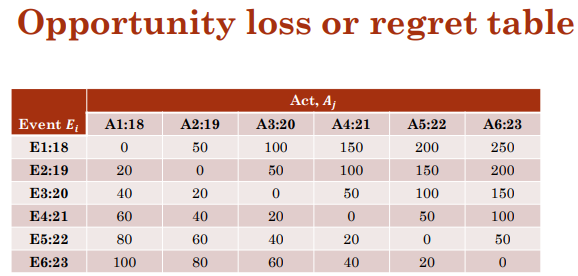 Opportunity loss or regret table
Act, Aj
Event Ei A1:18 A2:19 A3:20 A4:21 A5:22 A6:23
E1:18 0 50 100 150 200 250
E2:19 20 0 50 100 150 200
E3:20 40 20 0 50 100 150
E4:21 60 40 20 0 50 100
E5:22 80 60 40 20 0 50
E6:23 100 80 60 40 20 0